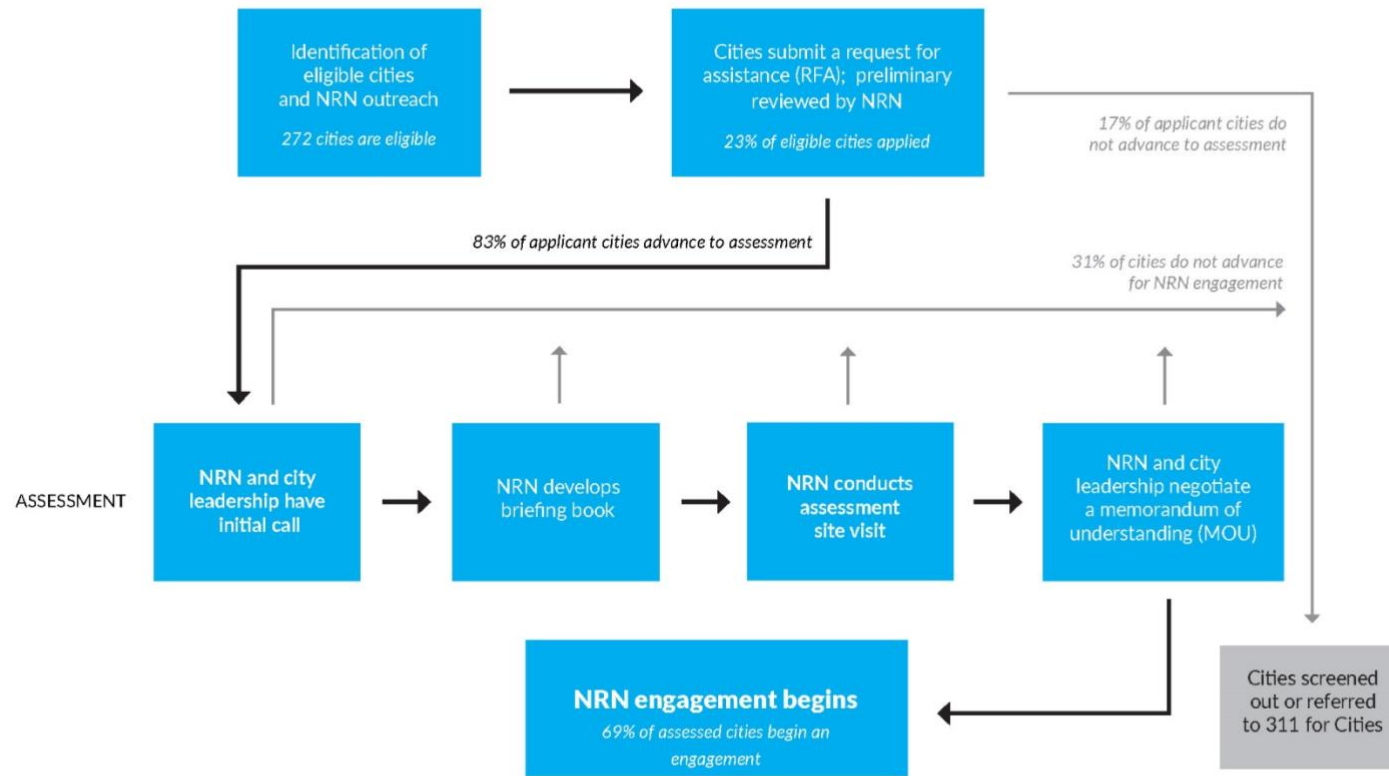 Identification of
eligible cities
and NRN outreach
272 cities are eligible
Cities submit a request for
assistance (RFA); preliminary
reviewed by NRN
23% of eligible cities applied
17% of applicant cities do
not advance to assessment
83% of applicant cities advance to assessment
31% of cities do not advance
for NRN engagement
ASSESSMENT
NRN and city
leadership have
initial call
NRN develops
briefing book
NRN conducts
assessment
site visit
NRN and city
leadership negotiate
a memorandum of
understanding (MOU)
NRN engagement begins
69% of assessed cities begin an
engagement
Cities screened
out or referred
to 311 for Cities